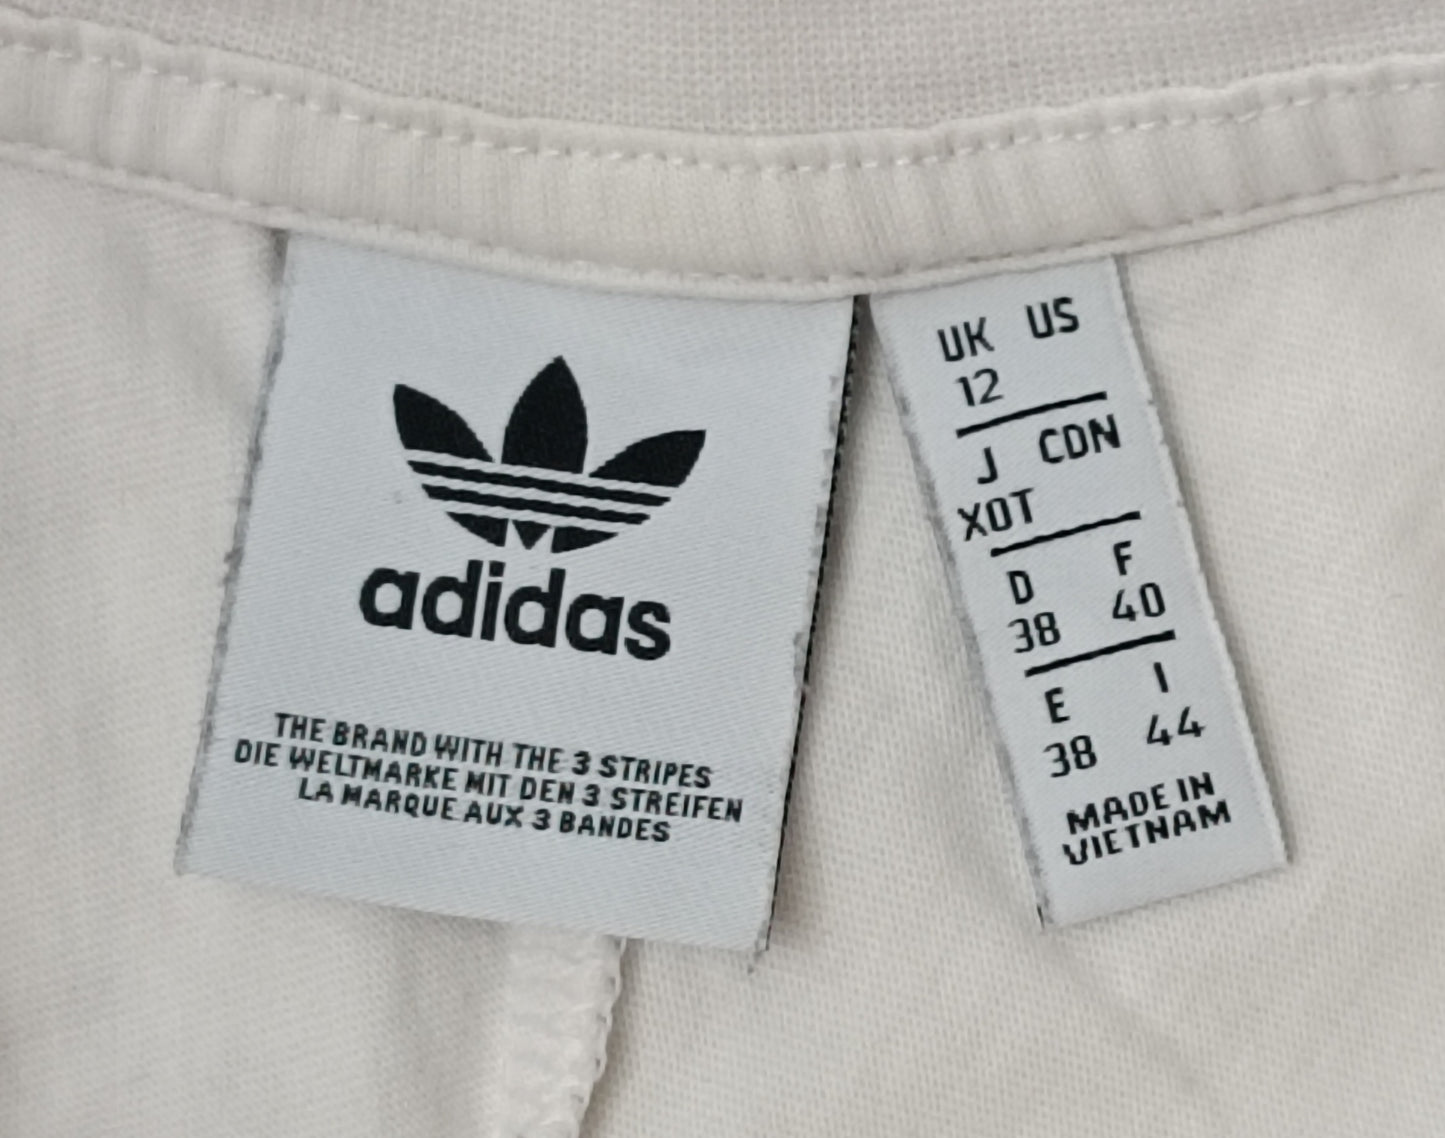 adidas
THE BRAND WITH THE 3 STRIPES
DIE WELTMARKE MIT DEN 3 STREIFEN
LA MARQUE AUX 3 BANDES
UK US
12
J CDN
XOT
D F
38 40
E I
38 44
MADE IN
VIETNAM